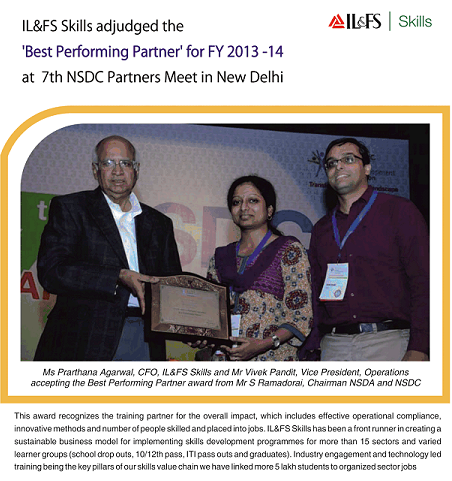 IL&FS Skills adjudged the
'Best Performing Partner' for FY 2013 -14
at 7th NSDC Partners Meet in New Delhi
IL&FS | Skills
Ms Prarthana Agarwal, CFO, IL&FS Skills and Mr Vivek Pandit, Vice President, Operations
accepting the Best Performing Partner award from Mr S Ramadorai, Chairman NSDA and NSDC
This award recognizes the training partner for the overall impact, which includes effective operational compliance,
innovative methods and number of people skilled and placed into jobs. IL&FS Skills has been a front runner in creating a
sustainable business model for implementing skills development programmes for more than 15 sectors and varied
learner groups (school drop outs, 10/12th pass, ITI pass outs and graduates). Industry engagement and technology led
training being the key pillars of our skills value chain we have linked more 5 lakh students to organized sector jobs